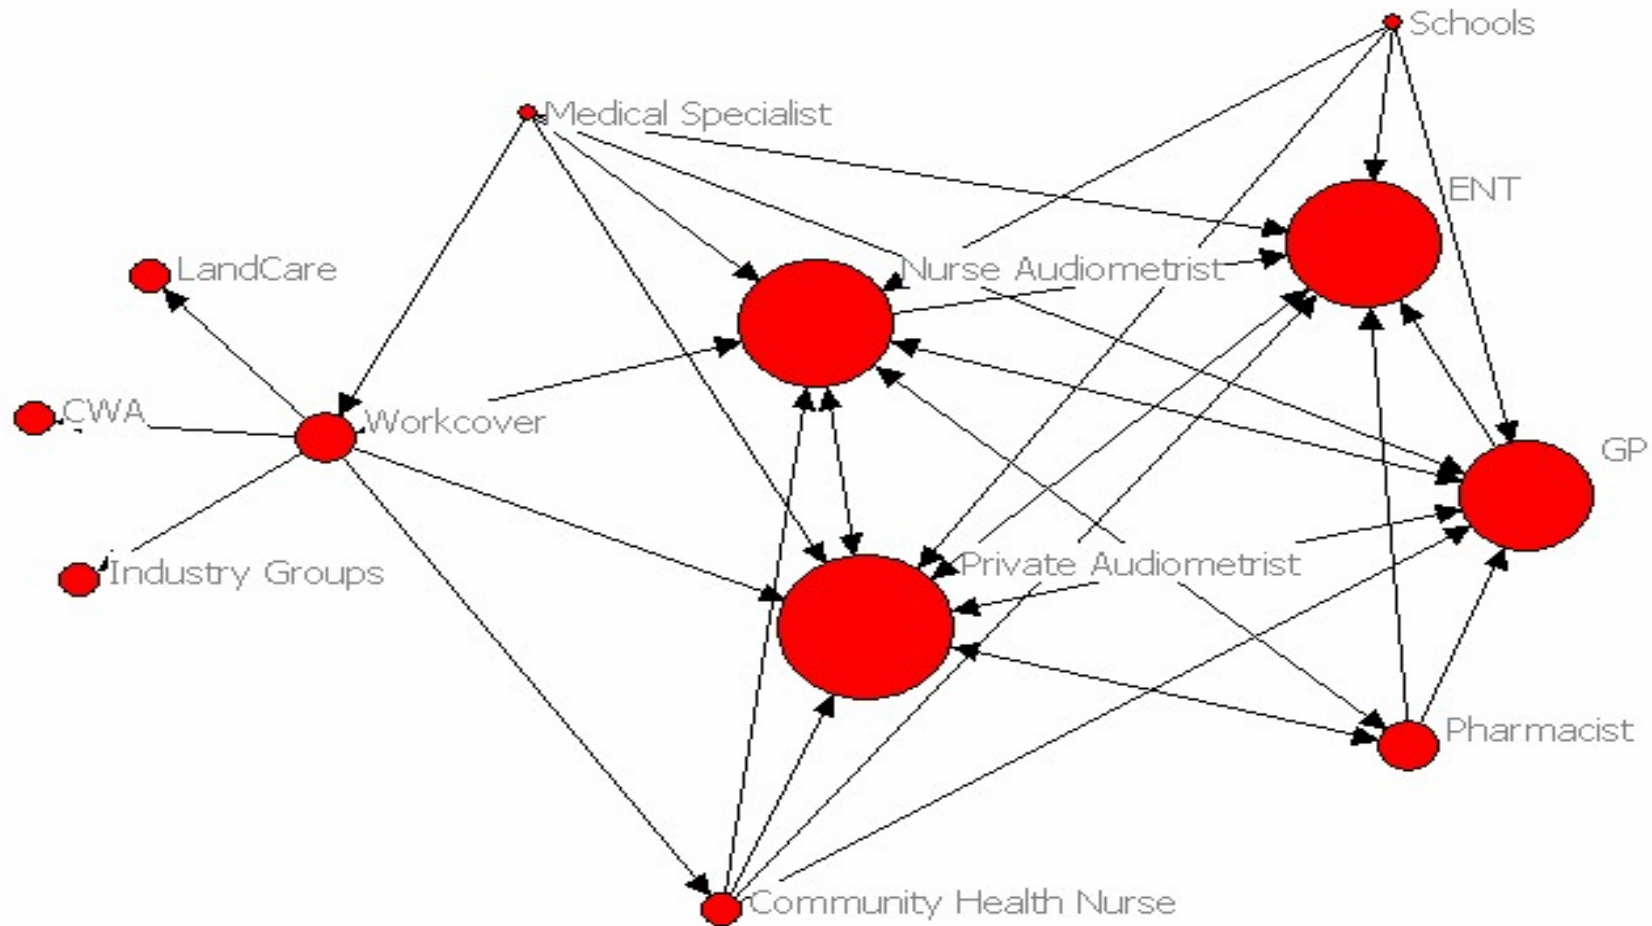 Schools
Medical Specialist
ENT
LandCare
Nurse Audiometrist
CWA
Workcover
GP
Industry Groups
Private Audiometrist
Pharmacist
Community Health Nurse